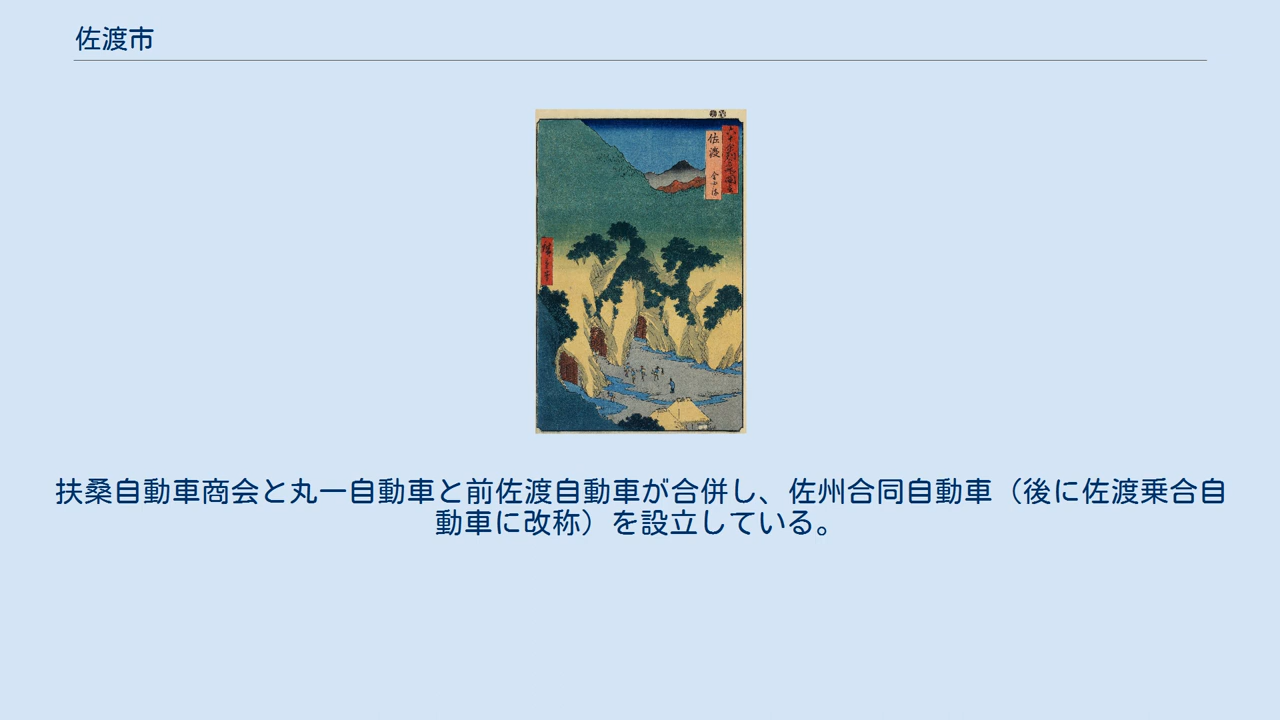 佐渡市
佐渡
扶桑自動車商会と丸一自動車と前佐渡自動車が合併し、佐州合同自動車（後に佐渡乗合自
動車に改称）を設立している。